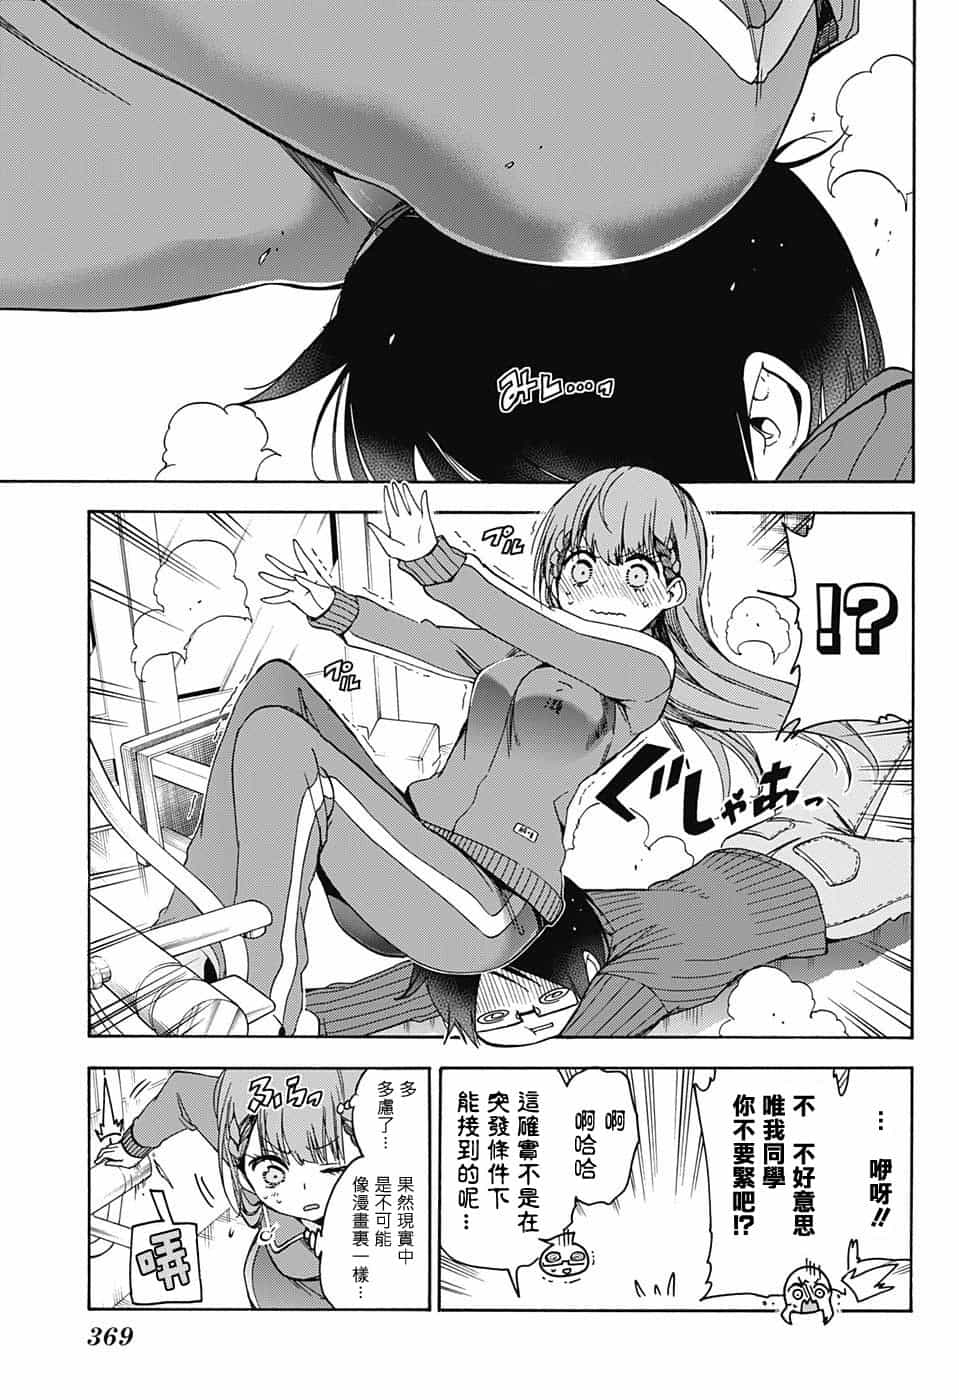 みし…っ
!?
プル
プル
ぐしゃあっ
… 咿呀!!
不 不好意思
唯我同學
你不要緊吧!?
啊
啊哈哈
這確實不是在
突發條件下
能接到的呢…
ふらっ
多
多慮了…
果然現實中
是不可能
像漫畫裏一樣…
369